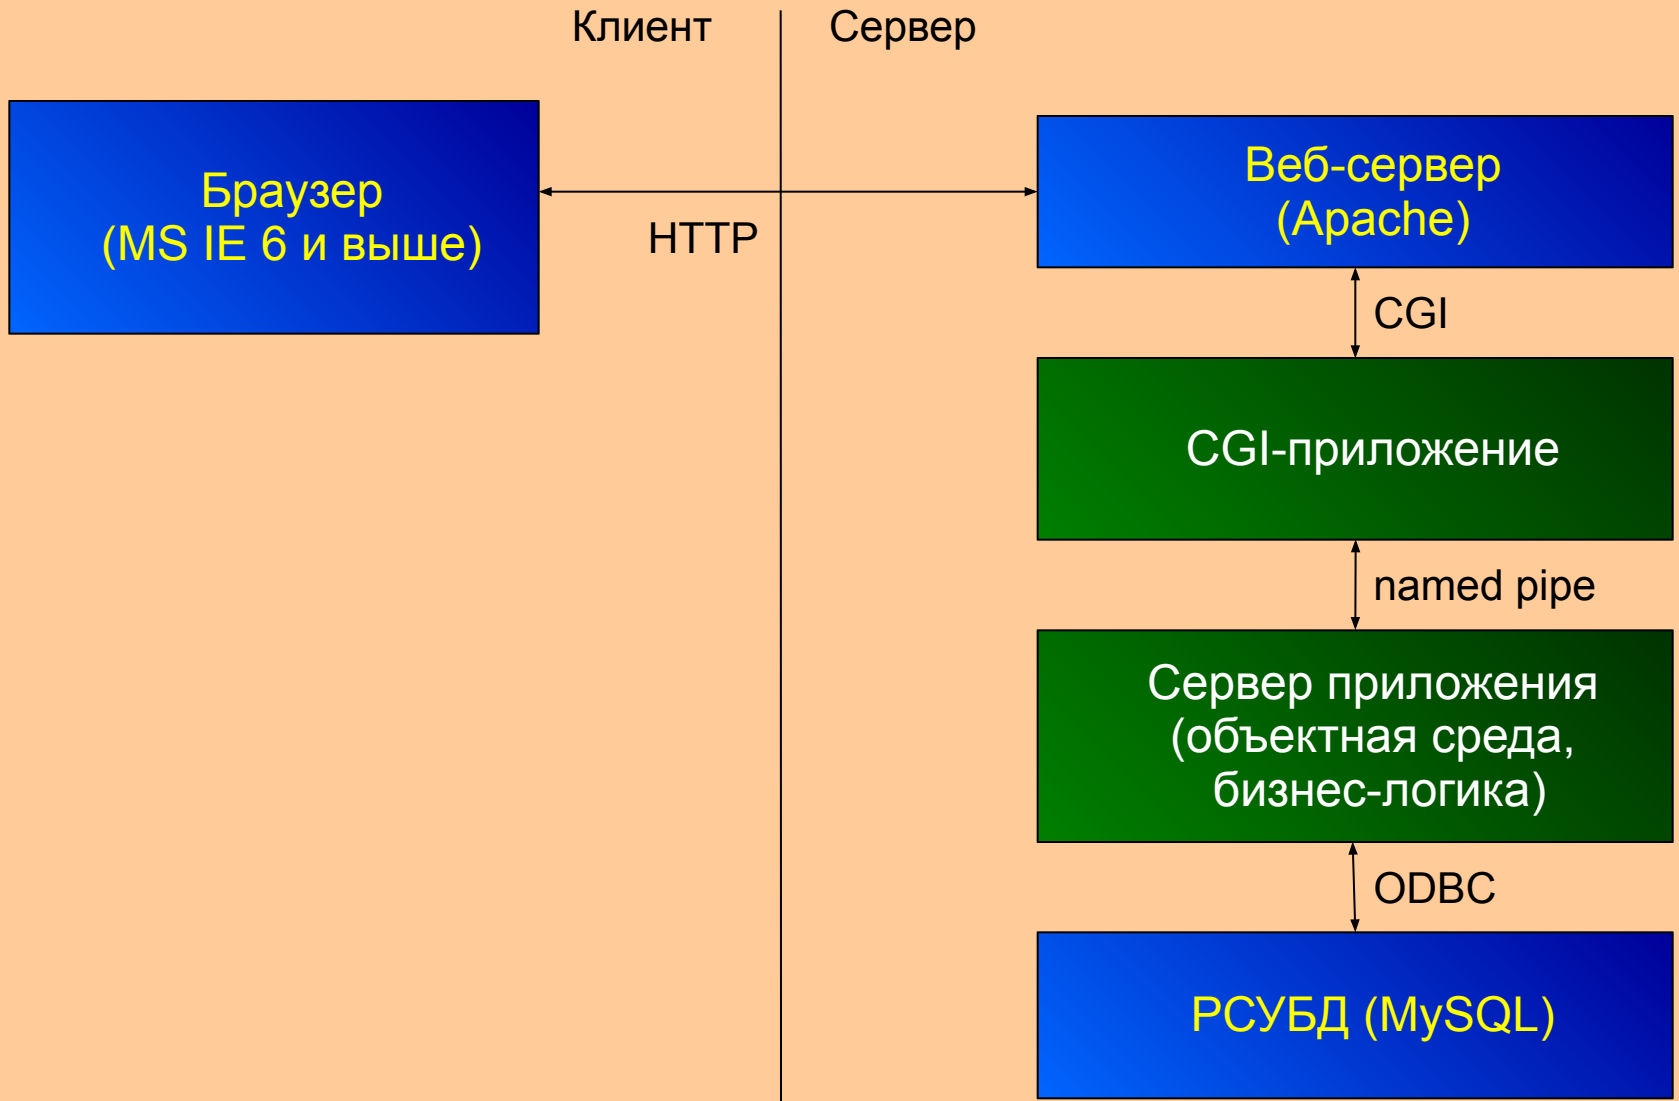 Клиент
Сервер
Браузер
(MS IE 6 и выше)
HTTP
Веб-сервер
(Apache)
CGI
CGI-приложение
named pipe
Сервер приложения
(объектная среда,
бизнес-логика)
ODBC
РСУБД (MySQL)